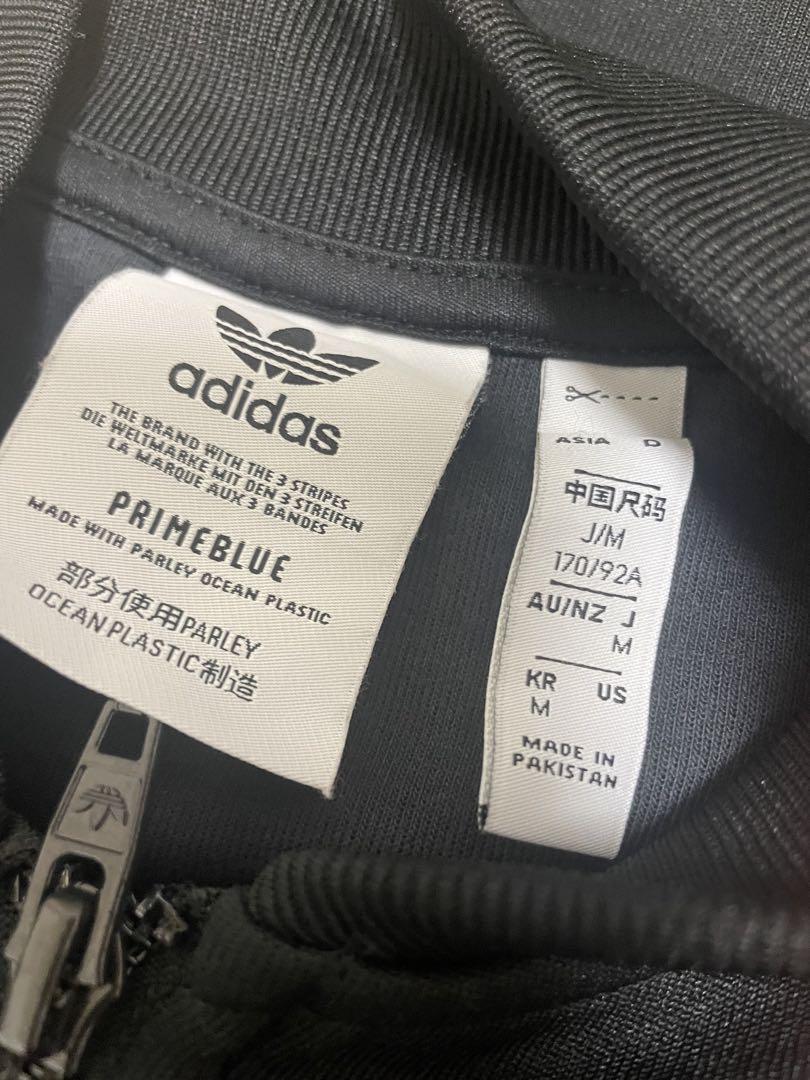 adidas
THE BRAND WITH THE 3 STRIPES
DIE WELTMARKE MIT DEN 3 STREIFEN
LA MARQUE AUX 3 BANDES
PRIMEBLUE
MADE WITH PARLEY OCEAN PLASTIC
部分使用PARLEY
OCEAN PLASTIC制造
ASIA D
中国尺码
J/M
170/92A
AU/NZ J
M
KR US
M
MADE IN
PAKISTAN